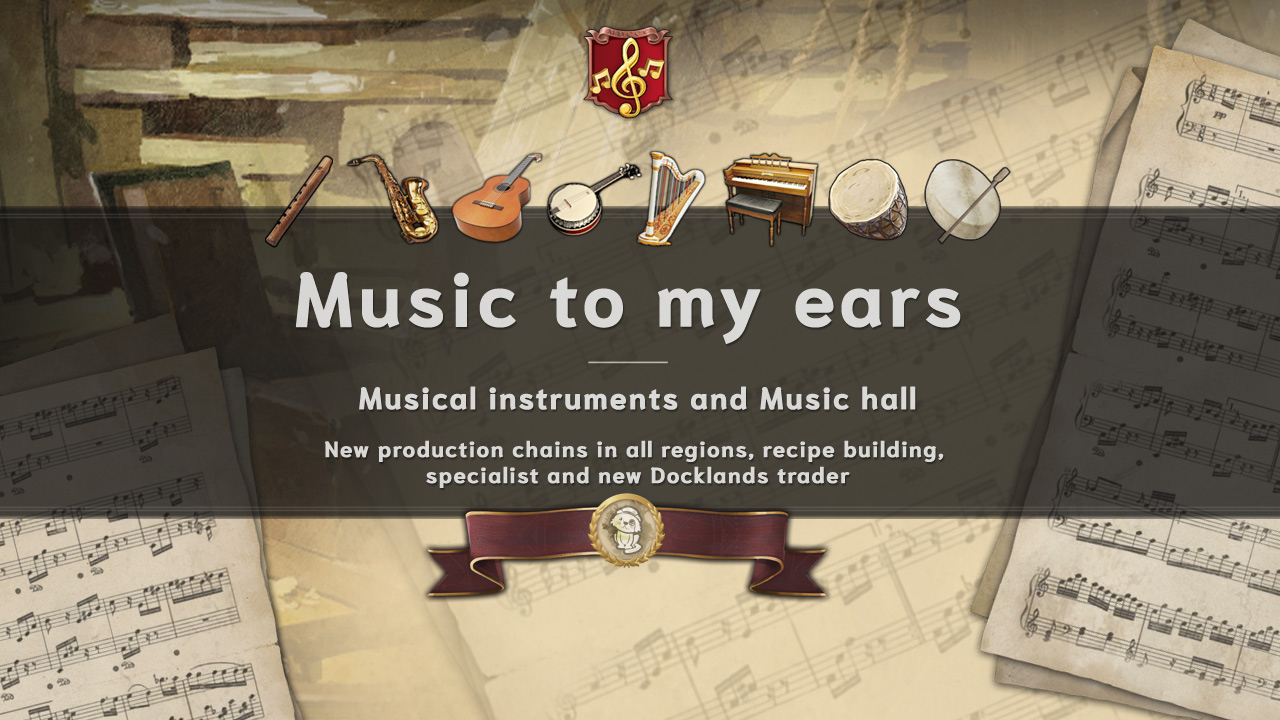 Music to my ears
Musical instruments and Music hall
New production chains in all regions, recipe building,
specialist and new Docklands trader